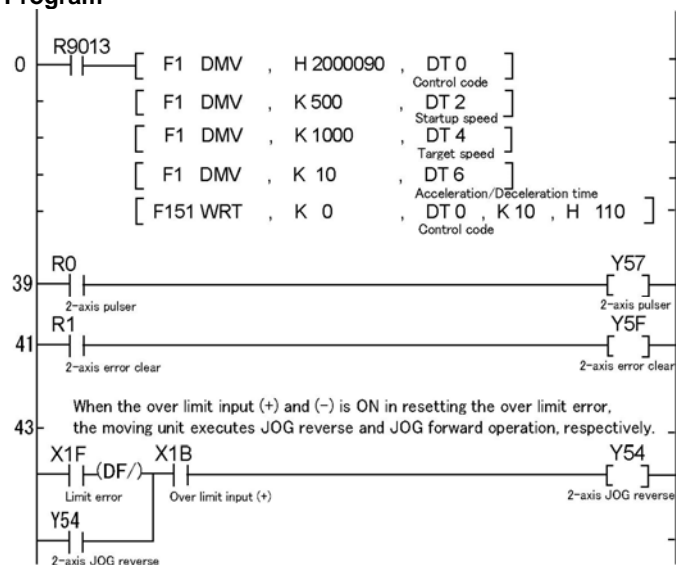 Program
R9013
0 F1 DMV , H 2000090 , DT 0
Control code
F1 DMV , K 500 , DT 2
Startup speed
F1 DMV , K 1000 , DT 4
Target speed
F1 DMV , K 10 , DT 6
Acceleration/Deceleration time
F151 WRT , K 0 , DT 0 , K 10 , H 110
Control code
R0 Y57
39
2-axis pulser 2-axis pulser
R1 Y5F
41
2-axis error clear 2-axis error clear
When the over limit input (+) and (-) is ON in resetting the over limit error,
43 the moving unit executes JOG reverse and JOG forward operation, respectively.
X1F (DF/) X1B Y54
Limit error Over limit input (+) 2-axis JOG reverse
Y54
2-axis JOG reverse